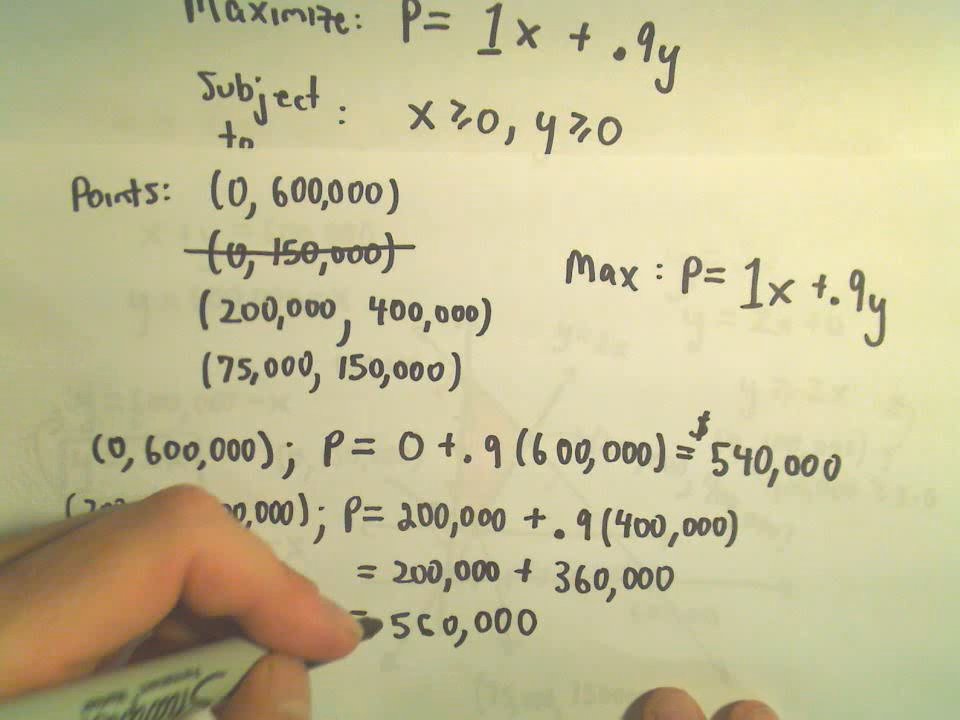 Maximize: P= 1x + .9y
Subject to : x ≥ 0, y ≥ 0
Points: (0, 600,000)
(0, 150,000)
(200,000, 400,000)
Max : P= 1x +.9y
(75,000, 150,000)
(0, 600,000); P= 0 + .9 (600,000) = $540,000
,000); P= 200,000 + .9(400,000)
= 200,000 + 360,000
= 560,000